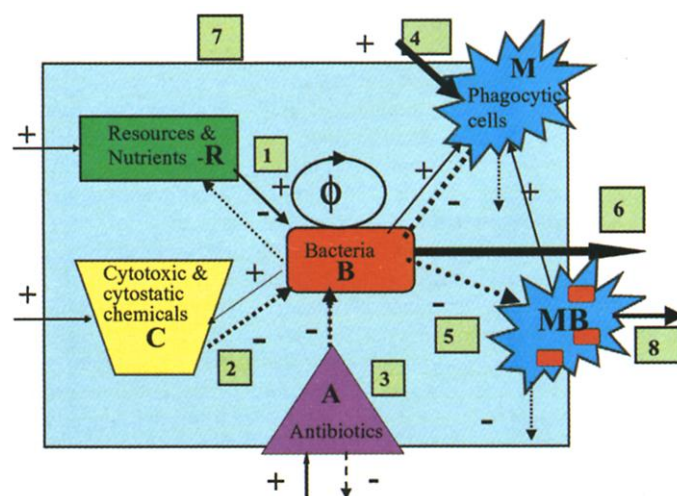 7
+
4
M
Phagocytic
cells
+
Resources &
Nutrients -R
1
+
ϕ
+
-
-
-
+
6
Bacteria
B
Cytotoxic &
cytostatic
chemicals
C
+
+
-
2
-
-
5
MB
8
3
A
Antibiotics
-
+
-